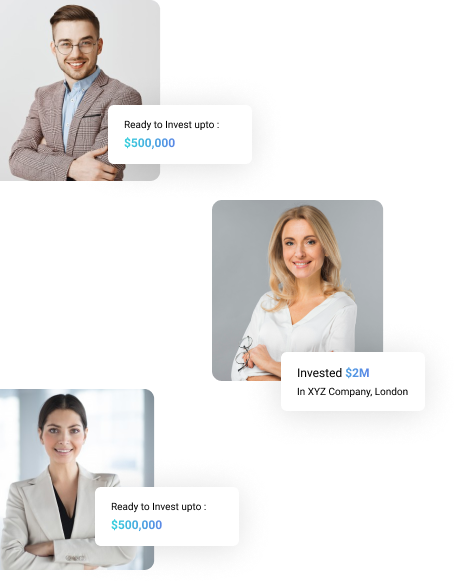 Ready to Invest upto :
$500,000
Invested $2M
In XYZ Company, London
Ready to Invest upto :
$500,000